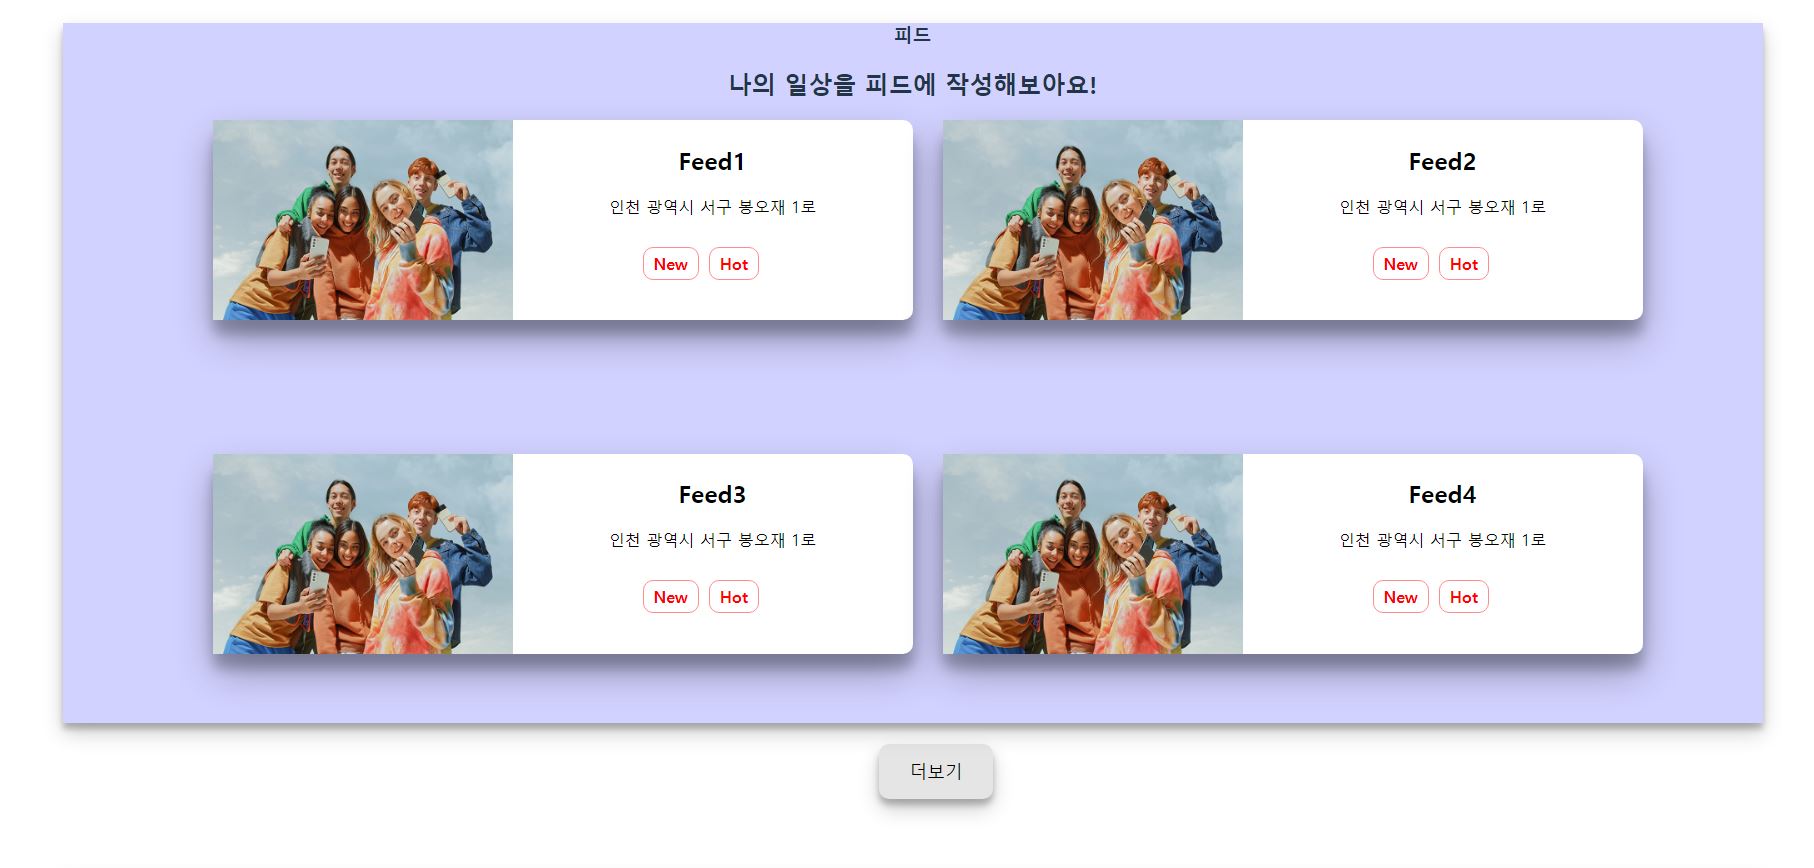 피드
나의 일상을 피드에 작성해보아요!
Feed1
인천 광역시 서구 봉오재 1로
New Hot
Feed2
인천 광역시 서구 봉오재 1로
New Hot
Feed3
인천 광역시 서구 봉오재 1로
New Hot
Feed4
인천 광역시 서구 봉오재 1로
New Hot
더보기